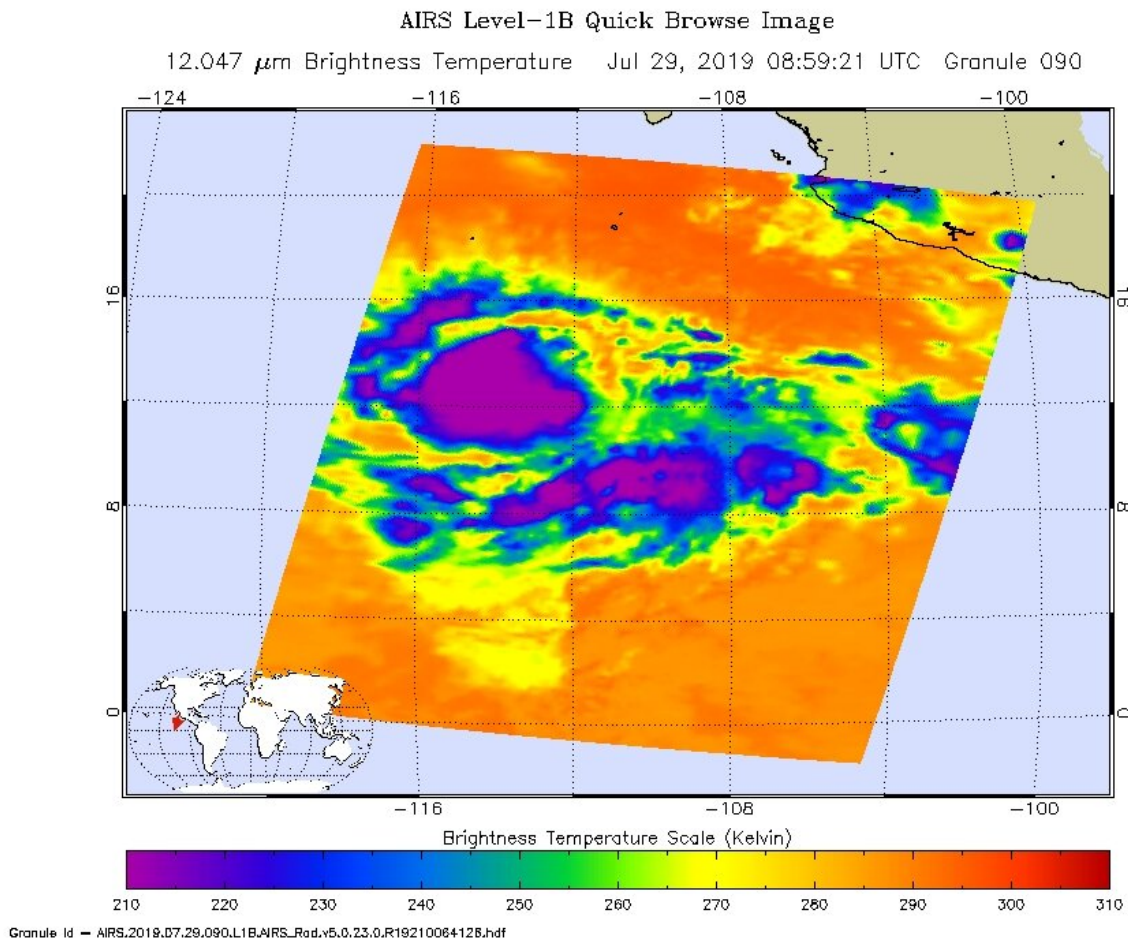 AIRS Level-1B Quick Browse Image
12.047 μm Brightness Temperature Jul 29, 2019 08:59:21 UTC Granule 090
-124 -116 -108 -100
16 16
8 8
0 0
-116 -108 -100
Brightness Temperature Scale (Kelvin)
210 220 230 240 250 260 270 280 290 300 310
Granule Id - AIRS.2019.07.29.090.L1B.AIRS_Rad.v5.0.23.0.R19210064128.hdf